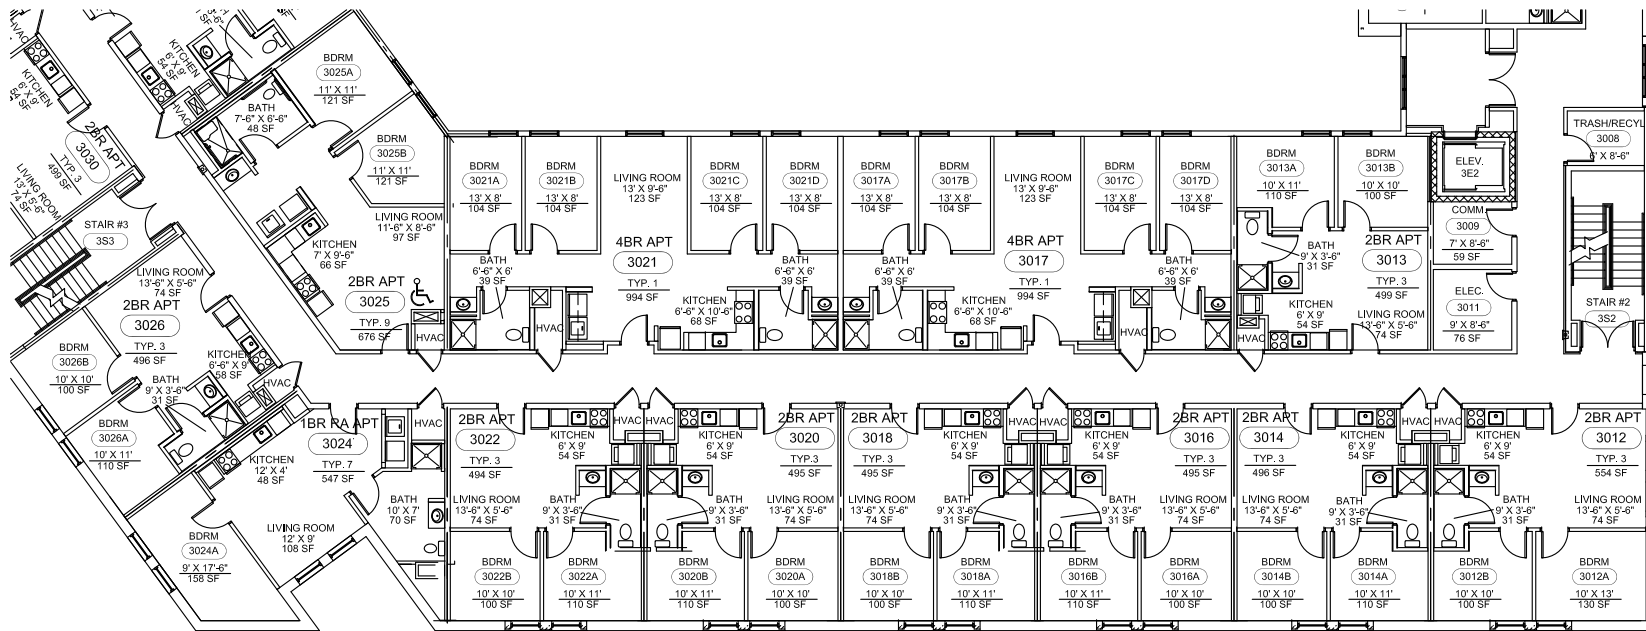 KITCHEN
6' X 9'
54 SF
KITCHEN
6' X 9'
54 SF
HVAC
2BR APT
3030
TYP. 3
499 SF
LIVING ROOM
13' X 5'-6"
74 SF
STAIR #3
3S3
BDRM
3025A
11' X 11'
121 SF
BATH
7'-6" X 6'-6"
48 SF
BDRM
3025B
11' X 11'
121 SF
LIVING ROOM
11'-6" X 8'-6"
97 SF
KITCHEN
7' X 9'-6"
66 SF
2BR APT
3025
TYP. 9
676 SF
HVAC
BDRM
3021A
13' X 8'
104 SF
BDRM
3021B
13' X 8'
104 SF
LIVING ROOM
13' X 9'-6"
123 SF
BDRM
3021C
13' X 8'
104 SF
BDRM
3021D
13' X 8'
104 SF
4BR APT
3021
TYP. 1
994 SF
BATH
6'-6" X 6'
39 SF
BATH
6'-6" X 6'
39 SF
HVAC
KITCHEN
6'-6" X 10'-6"
68 SF
BDRM
3017A
13' X 8'
104 SF
BDRM
3017B
13' X 8'
104 SF
LIVING ROOM
13' X 9'-6"
123 SF
BDRM
3017C
13' X 8'
104 SF
BDRM
3017D
13' X 8'
104 SF
4BR APT
3017
TYP. 1
994 SF
BATH
6'-6" X 6'
39 SF
BATH
6'-6" X 6'
39 SF
KITCHEN
6'-6" X 10'-6"
68 SF
HVAC
BDRM
3013A
10' X 11'
110 SF
BDRM
3013B
10' X 10'
100 SF
BATH
9' X 3'-6"
31 SF
2BR APT
3013
TYP. 3
499 SF
KITCHEN
6' X 9'
54 SF
LIVING ROOM
13'-6" X 5'-6"
74 SF
HVAC
ELEV.
3E2
COMM.
3009
7' X 8'-6"
59 SF
ELEC.
3011
9' X 8'-6"
76 SF
TRASH/RECYL
3008
6' X 8'-6"
STAIR #2
3S2
LIVING ROOM
13'-6" X 5'-6"
74 SF
2BR APT
3026
TYP. 3
496 SF
BDRM
3026B
10' X 10'
100 SF
KITCHEN
6'-6" X 9'
58 SF
BATH
9' X 3'-6"
31 SF
HVAC
BDRM
3026A
10' X 11'
110 SF
1BR RA APT
3024
TYP. 7
547 SF
KITCHEN
12' X 4'
48 SF
LIVING ROOM
12' X 9'
108 SF
BDRM
3024A
9' X 17'-6"
158 SF
HVAC
BATH
10' X 7'
70 SF
2BR APT
3022
TYP. 3
494 SF
KITCHEN
6' X 9'
54 SF
HVAC
LIVING ROOM
13'-6" X 5'-6"
74 SF
BATH
9' X 3'-6"
31 SF
BDRM
3022B
10' X 10'
100 SF
BDRM
3022A
10' X 11'
110 SF
HVAC
KITCHEN
6' X 9'
54 SF
2BR APT
3020
TYP.3
495 SF
BATH
9' X 3'-6"
31 SF
LIVING ROOM
13'-6" X 5'-6"
74 SF
BDRM
3020B
10' X 11'
110 SF
BDRM
3020A
10' X 10'
100 SF
2BR APT
3018
TYP. 3
495 SF
KITCHEN
6' X 9'
54 SF
HVAC
LIVING ROOM
13'-6" X 5'-6"
74 SF
BATH
9' X 3'-6"
31 SF
BDRM
3018B
10' X 10'
100 SF
BDRM
3018A
10' X 11'
110 SF
HVAC
KITCHEN
6' X 9'
54 SF
2BR APT
3016
TYP. 3
495 SF
BATH
9' X 3'-6"
31 SF
LIVING ROOM
13'-6" X 5'-6"
74 SF
BDRM
3016B
10' X 11'
110 SF
BDRM
3016A
10' X 10'
100 SF
2BR APT
3014
TYP. 3
496 SF
KITCHEN
6' X 9'
54 SF
HVAC
LIVING ROOM
13'-6" X 5'-6"
74 SF
BATH
9' X 3'-6"
31 SF
BDRM
3014B
10' X 10'
100 SF
BDRM
3014A
10' X 11'
110 SF
HVAC
KITCHEN
6' X 9'
54 SF
2BR APT
3012
TYP. 3
554 SF
BATH
9' X 3'-6"
31 SF
LIVING ROOM
13'-6" X 5'-6"
74 SF
BDRM
3012B
10' X 10'
100 SF
BDRM
3012A
10' X 13'
130 SF